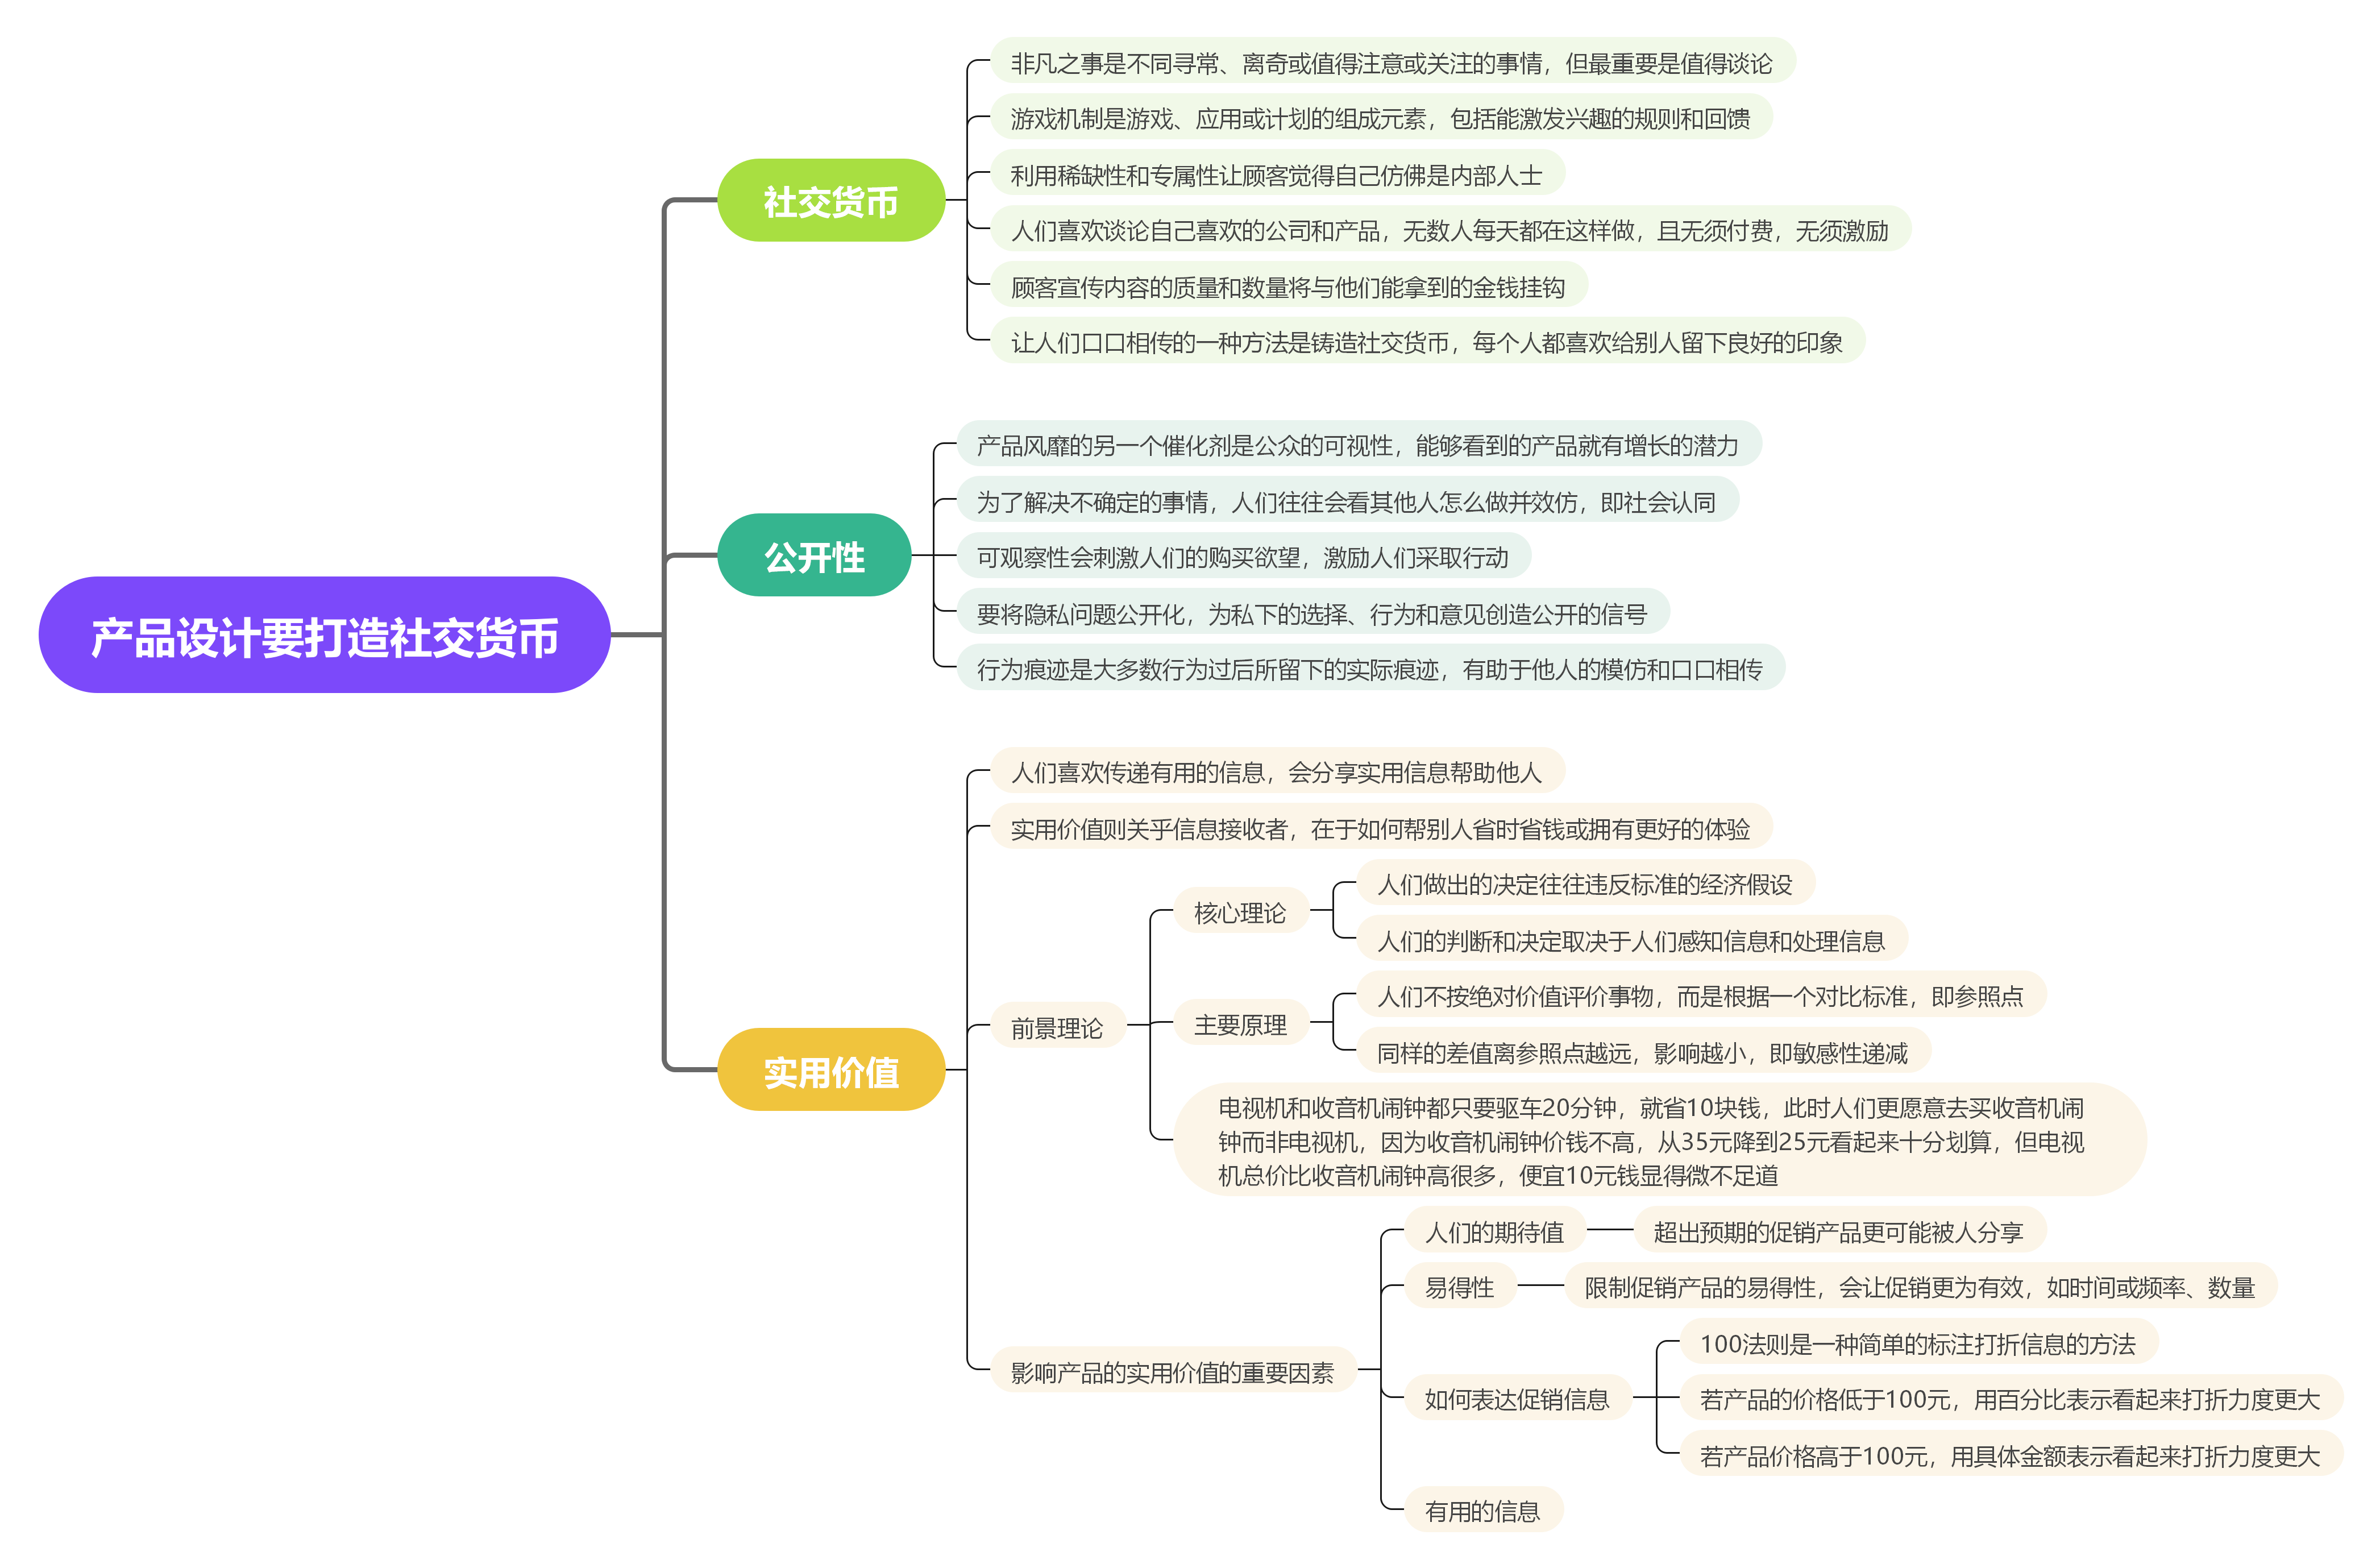 产品设计要打造社交货币
社交货币
非凡之事是不同寻常、离奇或值得注意或关注的事情，但最重要是值得谈论
游戏机制是游戏、应用或计划的组成元素，包括能激发兴趣的规则和回馈
利用稀缺性和专属性让顾客觉得自己仿佛是内部人士
人们喜欢谈论自己喜欢的公司和产品，无数人每天都在这样做，且无须付费，无须激励
顾客宣传内容的质量和数量将与他们能拿到的金钱挂钩
让人们口口相传的一种方法是铸造社交货币，每个人都喜欢给别人留下良好的印象
公开性
产品风靡的另一个催化剂是公众的可视性，能够看到的产品就有增长的潜力
为了解决不确定的事情，人们往往会看其他人怎么做并效仿，即社会认同
可观察性会刺激人们的购买欲望，激励人们采取行动
要将隐私问题公开化，为私下的选择、行为和意见创造公开的信号
行为痕迹是大多数行为过后所留下的实际痕迹，有助于他人的模仿和口口相传
实用价值
人们喜欢传递有用的信息，会分享实用信息帮助他人
实用价值则关乎信息接收者，在于如何帮别人省时省钱或拥有更好的体验
前景理论
核心理论
人们做出的决定往往违反标准的经济假设
人们的判断和决定取决于人们感知信息和处理信息
主要原理
人们不按绝对价值评价事物，而是根据一个对比标准，即参照点
同样的差值离参照点越远，影响越小，即敏感性递减
电视机和收音机闹钟都只要驱车20分钟，就省10块钱，此时人们更愿意去买收音机闹
钟而非电视机，因为收音机闹钟价钱不高，从35元降到25元看起来十分划算，但电视
机总价比收音机闹钟高很多，便宜10元钱显得微不足道
影响产品的实用价值的重要因素
人们的期待值
超出预期的促销产品更可能被人分享
易得性
限制促销产品的易得性，会让促销更为有效，如时间或频率、数量
如何表达促销信息
100法则是一种简单的标注打折信息的方法
若产品的价格低于100元，用百分比表示看起来打折力度更大
若产品价格高于100元，用具体金额表示看起来打折力度更大
有用的信息